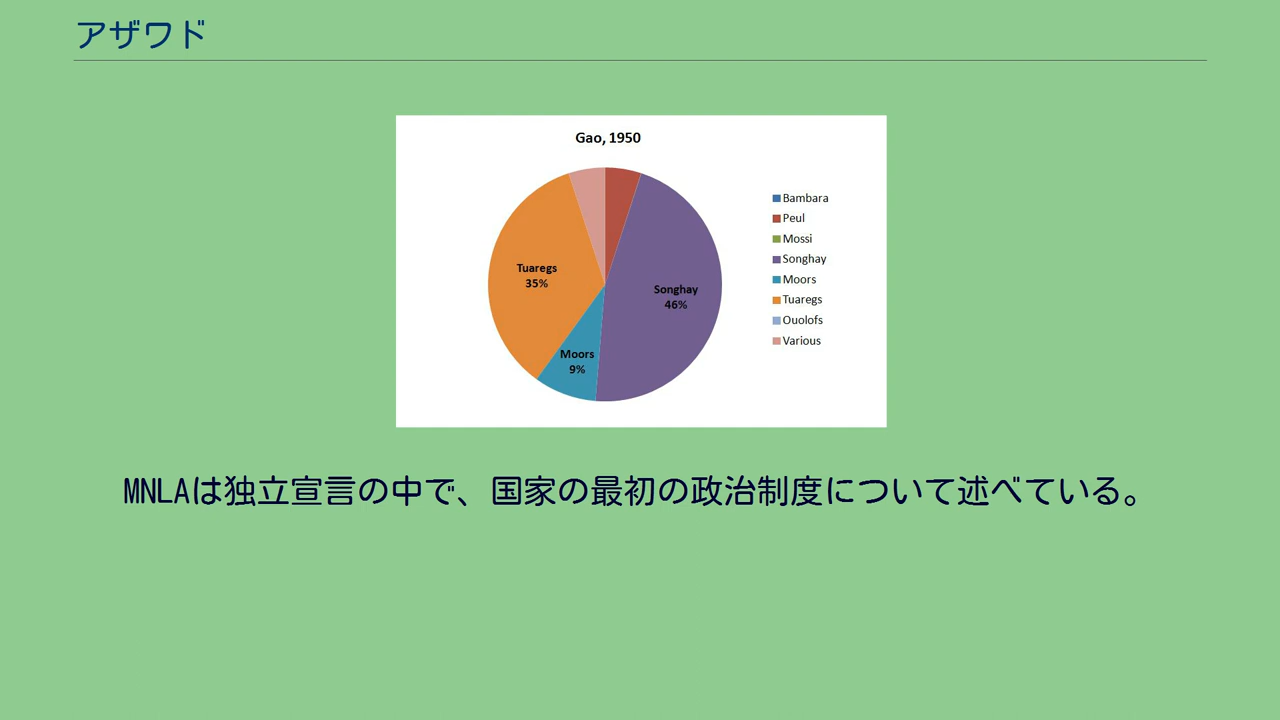 アザワド
Gao, 1950
Tuaregs
35%
Songhay
46%
Moors
9%
Bambara
Peul
Mossi
Songhay
Moors
Tuaregs
Ouolofs
Various
MNLAは独立宣言の中で、国家の最初の政治制度について述べている。